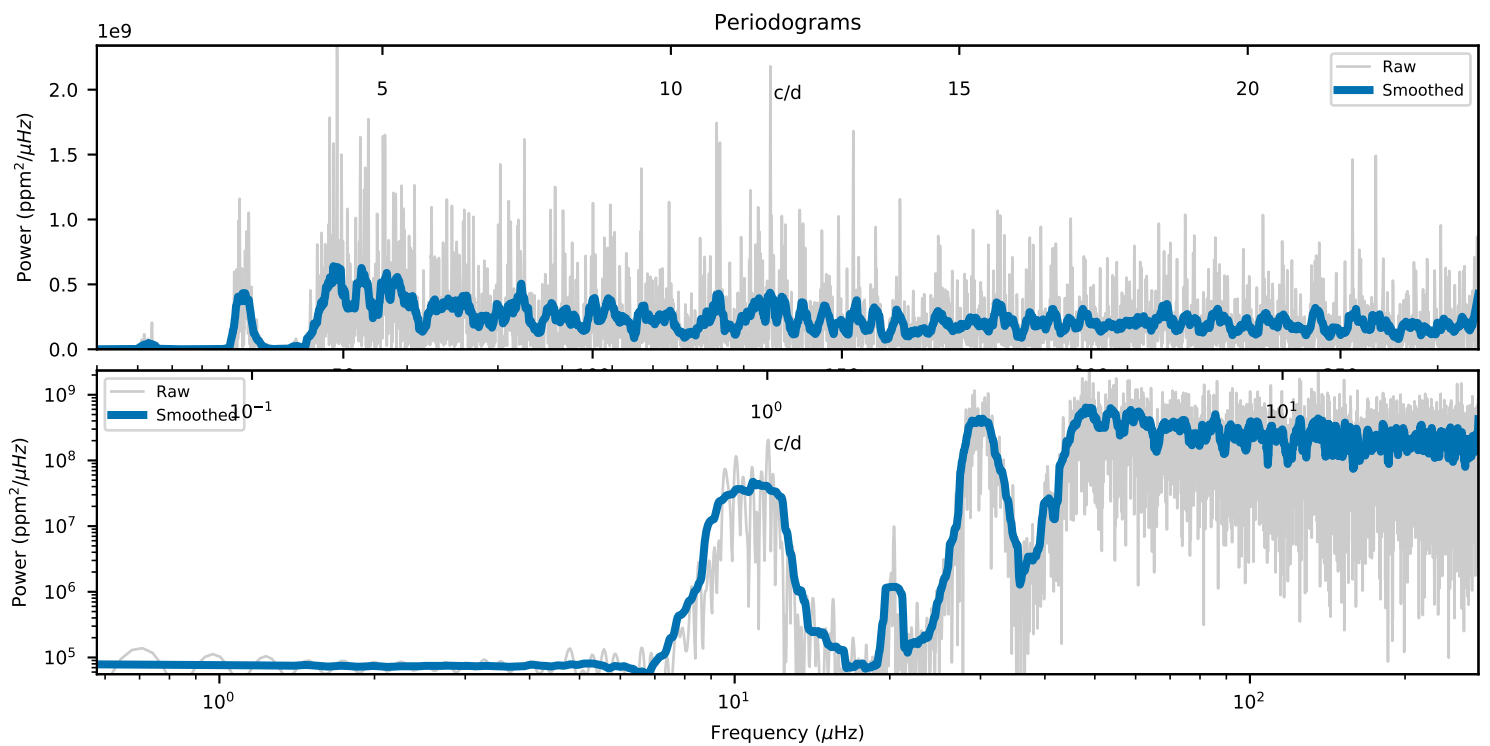 Periodograms
1e9
Power (ppm²/μHz)
2.0
1.5
1.0
0.5
0.0
5
10
15
20
c/d
Raw
Smoothed
Power (ppm²/μHz)
10⁹
10⁸
10⁷
10⁶
10⁵
Raw
Smoothed
10⁻¹
10⁰
10¹
c/d
10⁰
10¹
10²
Frequency (μHz)